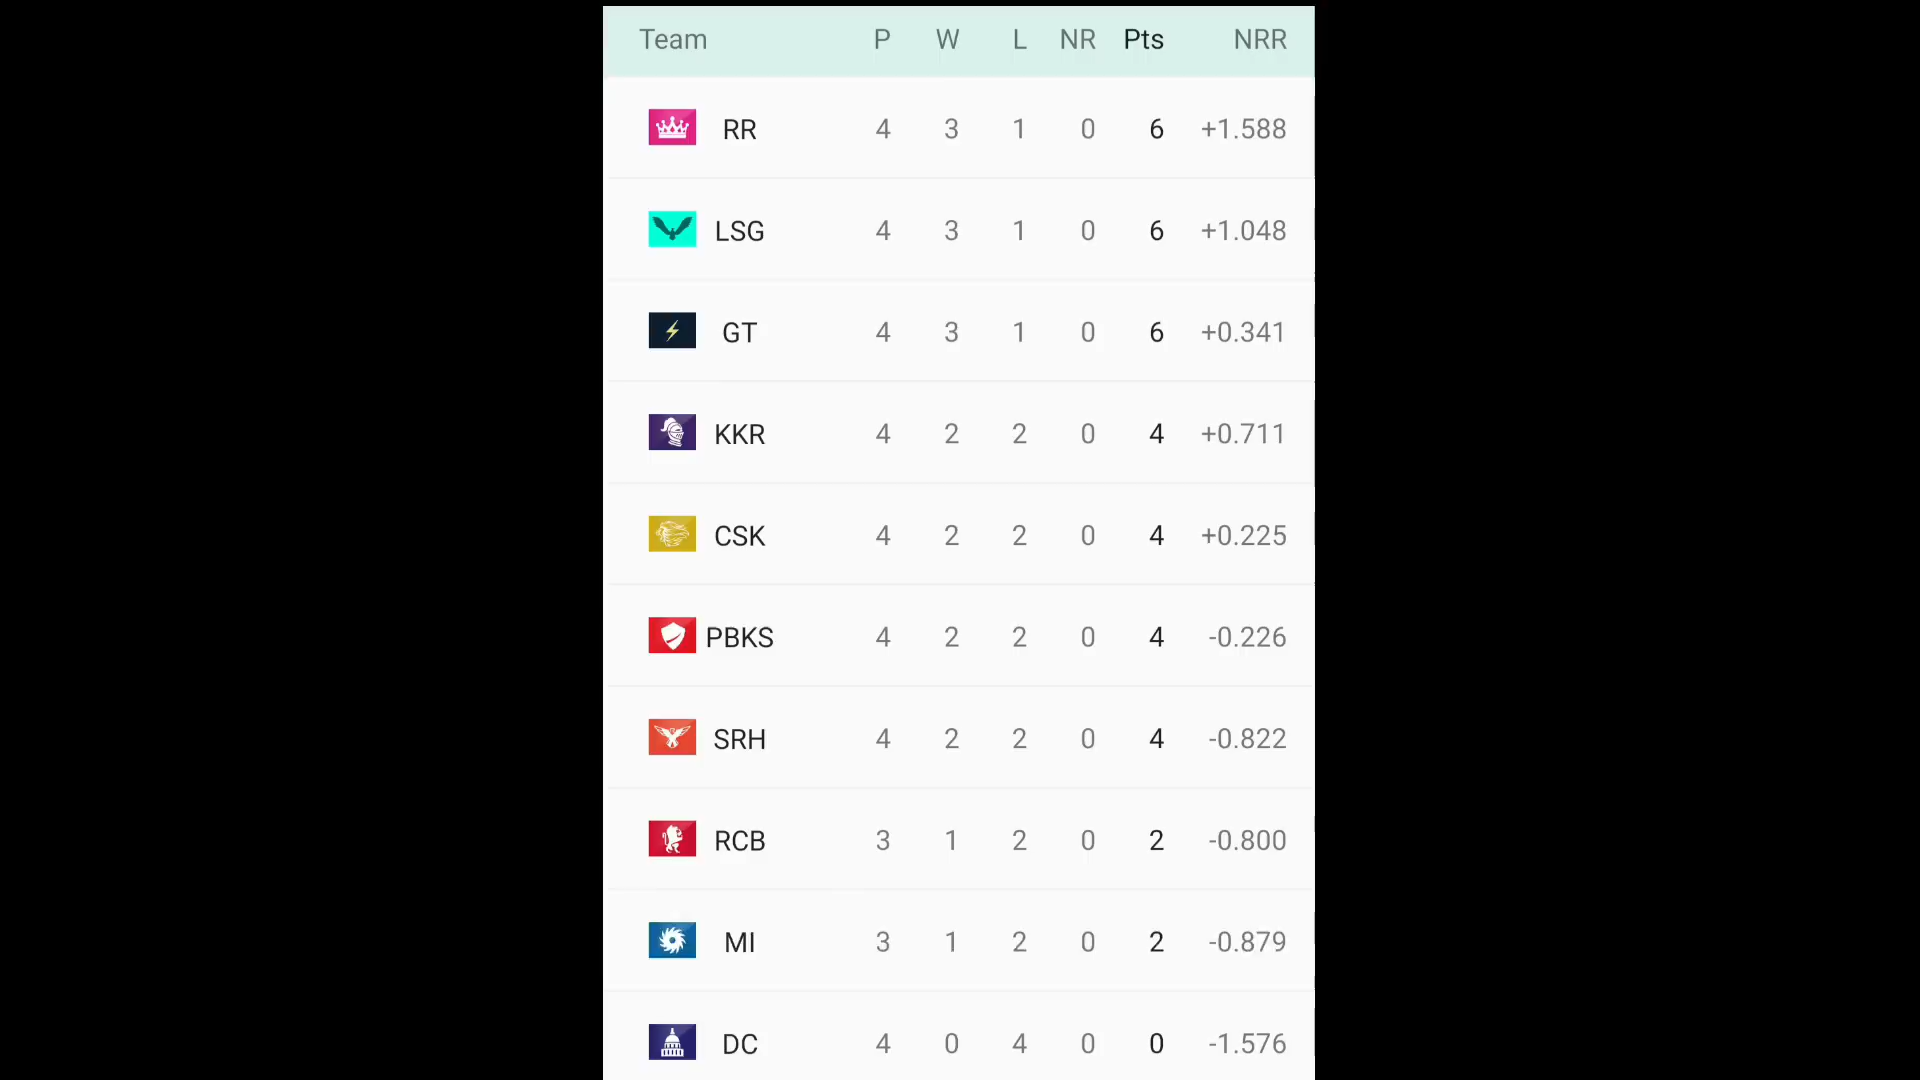 Team P W L NR Pts NRR
RR 4 3 1 0 6 +1.588
LSG 4 3 1 0 6 +1.048
GT 4 3 1 0 6 +0.341
KKR 4 2 2 0 4 +0.711
CSK 4 2 2 0 4 +0.225
PBKS 4 2 2 0 4 -0.226
SRH 4 2 2 0 4 -0.822
RCB 3 1 2 0 2 -0.800
MI 3 1 2 0 2 -0.879
DC 4 0 4 0 0 -1.576